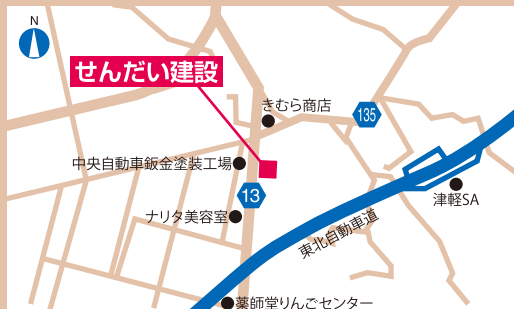 N
せんだい建設
きむら商店
135
中央自動車鈑金塗装工場
13
津軽SA
ナリタ美容室
東北自動車道
薬師堂りんごセンター